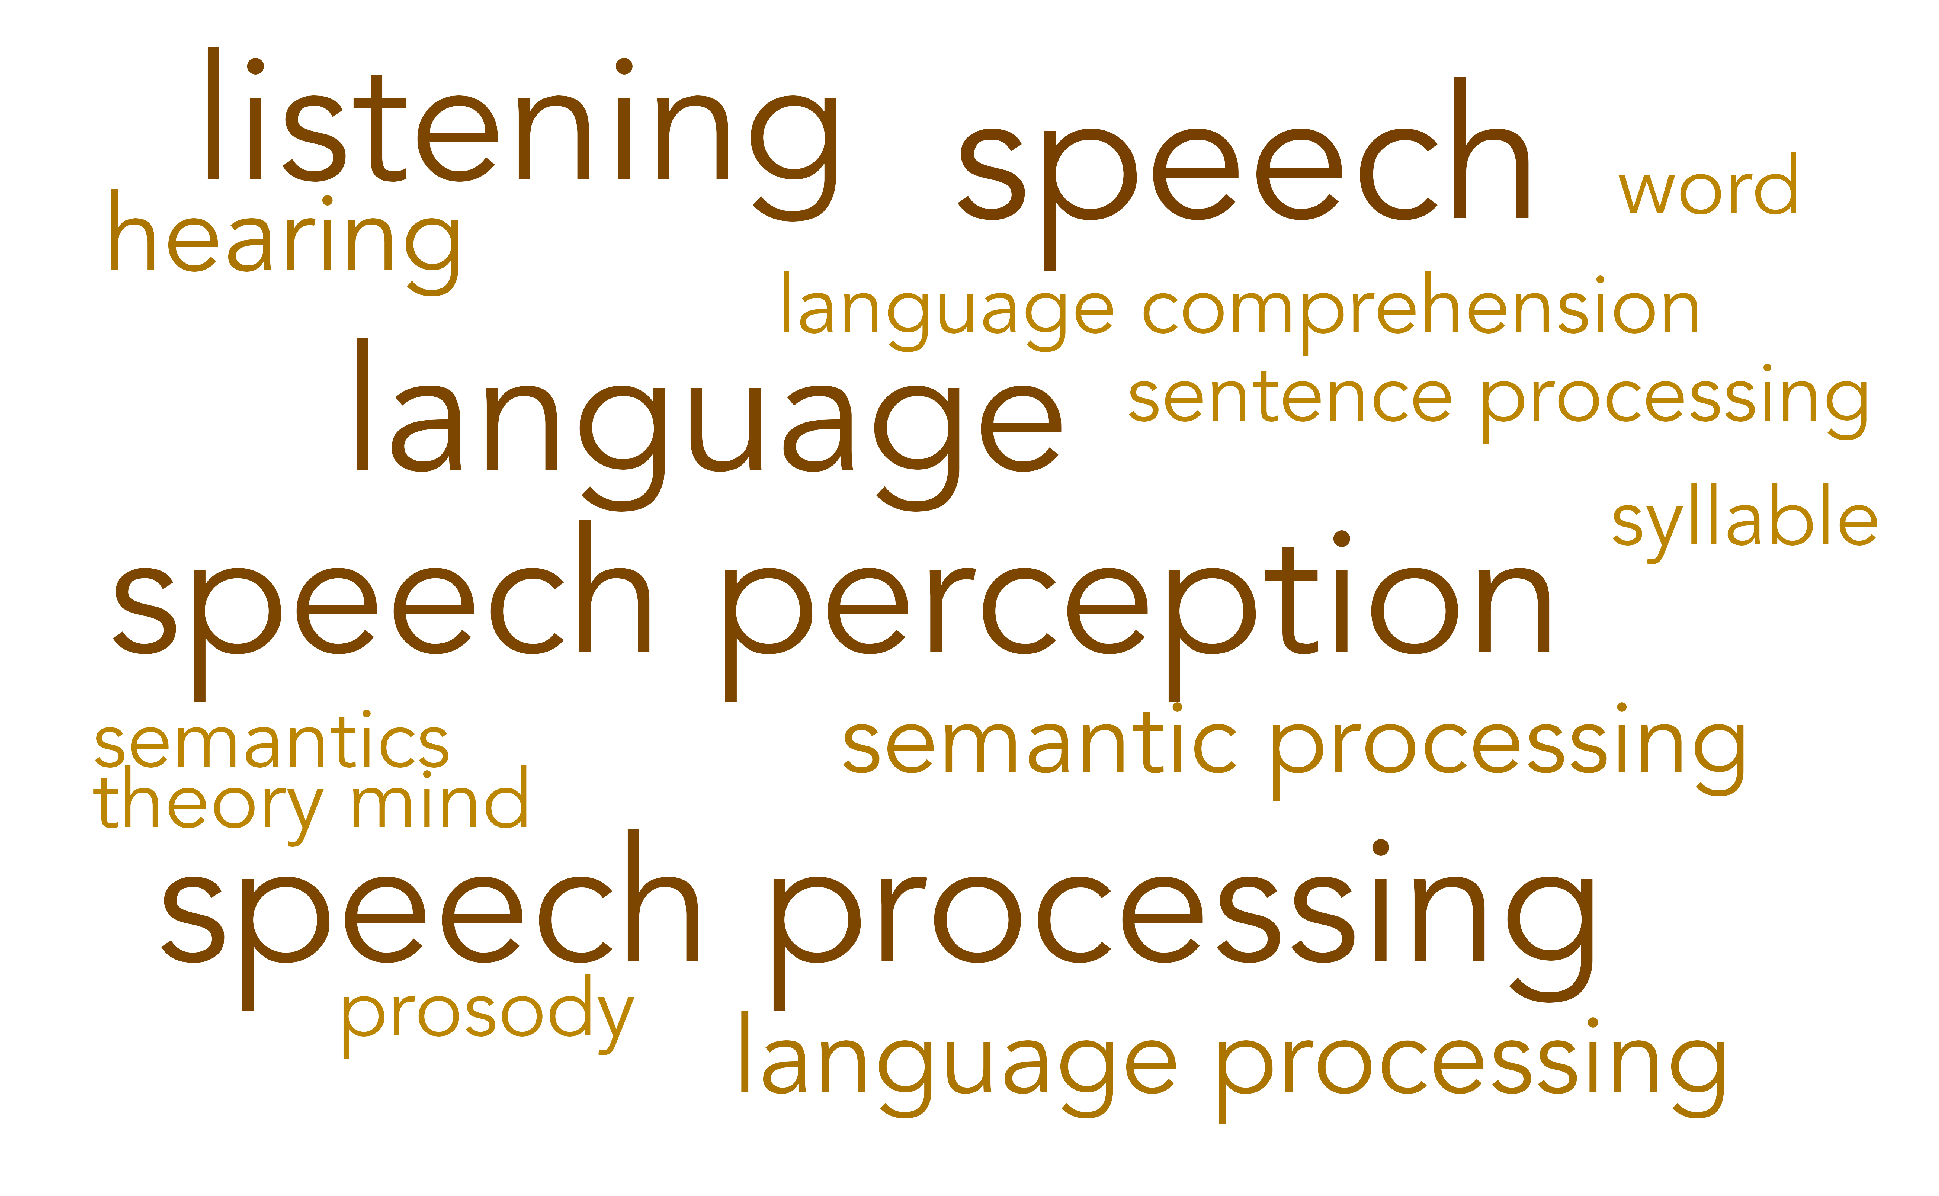 listening
speech
word
hearing
language comprehension
language
sentence processing
syllable
speech perception
semantics
semantic processing
theory mind
speech processing
prosody
language processing